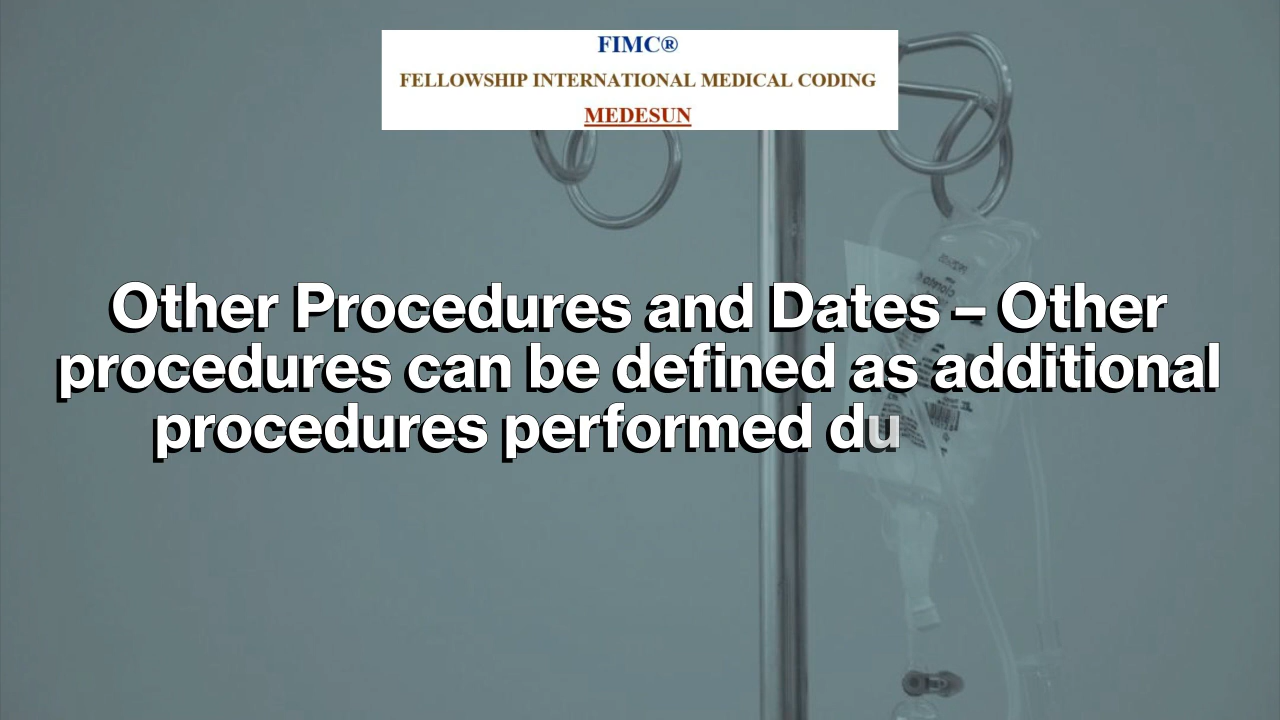 FIMC®
FELLOWSHIP INTERNATIONAL MEDICAL CODING
MEDESUN
Other Procedures and Dates – Other
procedures can be defined as additional
procedures performed du